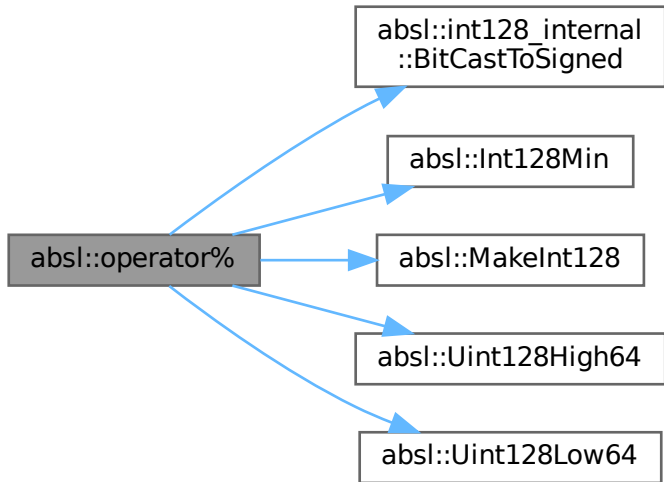 absl::int128_internal
::BitCastToSigned
absl::Int128Min
absl::operator%
absl::MakeInt128
absl::Uint128High64
absl::Uint128Low64